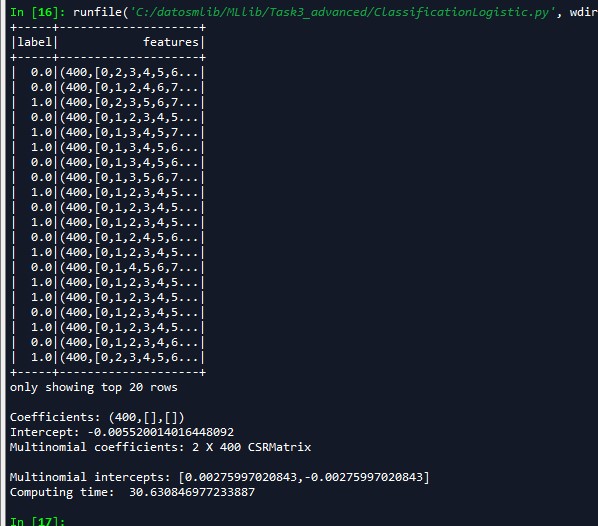 In [16]: runfile('C:/datosmlib/MLlib/Task3_advanced/ClassificationLogistic.py', wdir
+-----+--------------------+
|label|            features|
+-----+--------------------+
|  0.0|(400,[0,2,3,4,5,6...|
|  0.0|(400,[0,1,2,4,6,7...|
|  1.0|(400,[0,2,5,6,7...|
|  0.0|(400,[0,1,2,3,4,5...|
|  1.0|(400,[0,1,3,4,5,7...|
|  1.0|(400,[0,1,3,4,5,6...|
|  0.0|(400,[0,1,3,4,5,6...|
|  0.0|(400,[0,1,3,5,6,7...|
|  1.0|(400,[0,1,2,3,4,5...|
|  0.0|(400,[0,1,2,3,4,5...|
|  1.0|(400,[0,1,2,3,4,5...|
|  0.0|(400,[0,1,2,4,5,6...|
|  1.0|(400,[0,1,2,3,4,5...|
|  0.0|(400,[0,1,4,5,6,7...|
|  1.0|(400,[0,1,2,3,4,5...|
|  1.0|(400,[0,1,2,3,4,5...|
|  0.0|(400,[0,1,2,3,4,5...|
|  1.0|(400,[0,1,2,3,4,5...|
|  0.0|(400,[0,1,2,3,4,6...|
|  1.0|(400,[0,2,3,4,5,6...|
+-----+--------------------+
only showing top 20 rows
Coefficients: (400,[],[])
Intercept: -0.005520014016448092
Multinomial coefficients: 2 X 400 CSRMatrix
Multinomial intercepts: [0.00275997020843,-0.00275997020843]
Computing time:  30.630846977233887
In [17]: